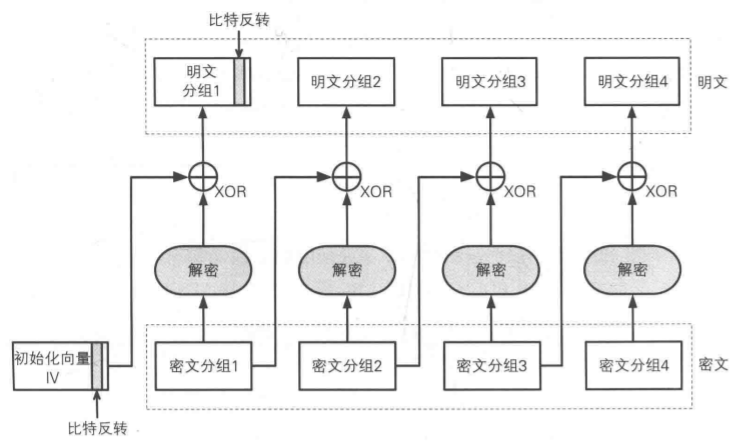 比特反转
明文
分组1
明文分组2
明文分组3
明文分组4
明文
XOR
XOR
XOR
XOR
解密
解密
解密
解密
初始化向量
IV
密文分组1
密文分组2
密文分组3
密文分组4
密文
比特反转